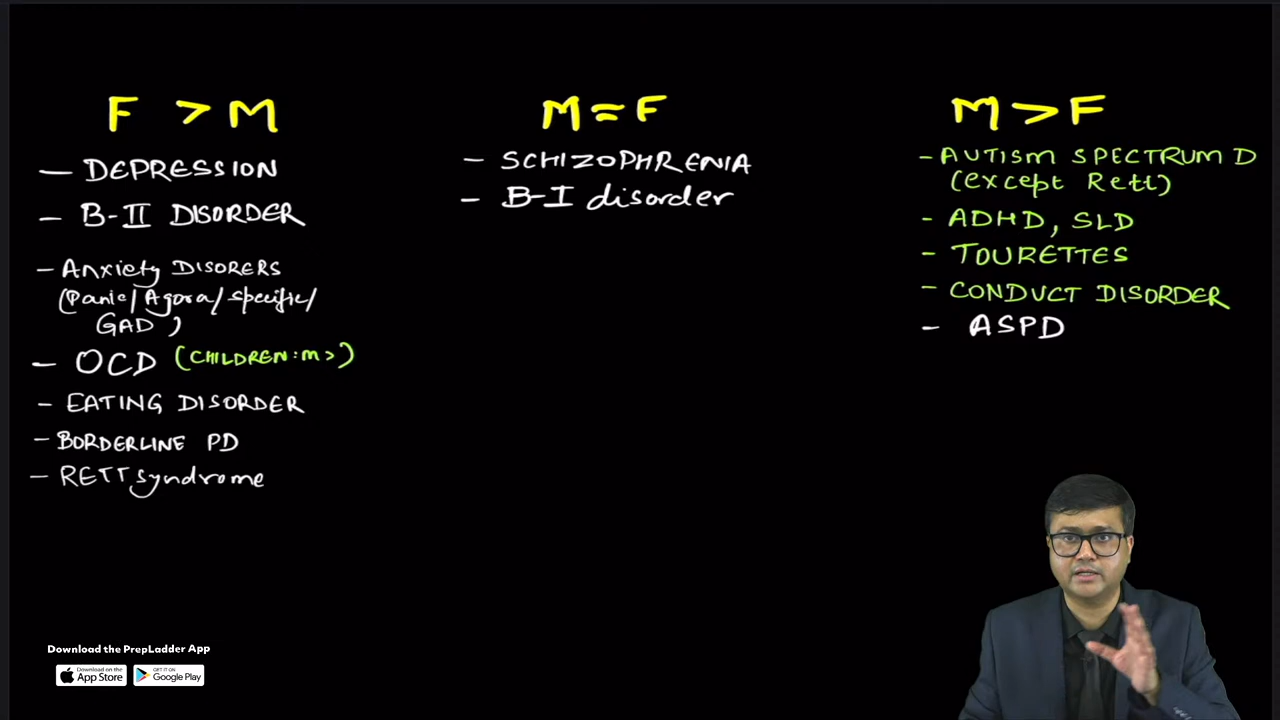 F > M
— DEPRESSION
— B-II DISORDER
— Anxiety DISORERS
(Panic/Agora/specific/
GAD)
— OCD (CHILDREN: M>)
— EATING DISORDER
— BORDERLINE PD
— RETT syndrome
M ≈ F
— SCHIZOPHRENIA
— B-I disorder
M > F
- AUTISM SPECTRUM D
(except Rett)
- ADHD, SLD
- TOURETTES
- CONDUCT DISORDER
- ASPD
Download the PrepLadder App
Download on the
App Store
GET IT ON
Google Play